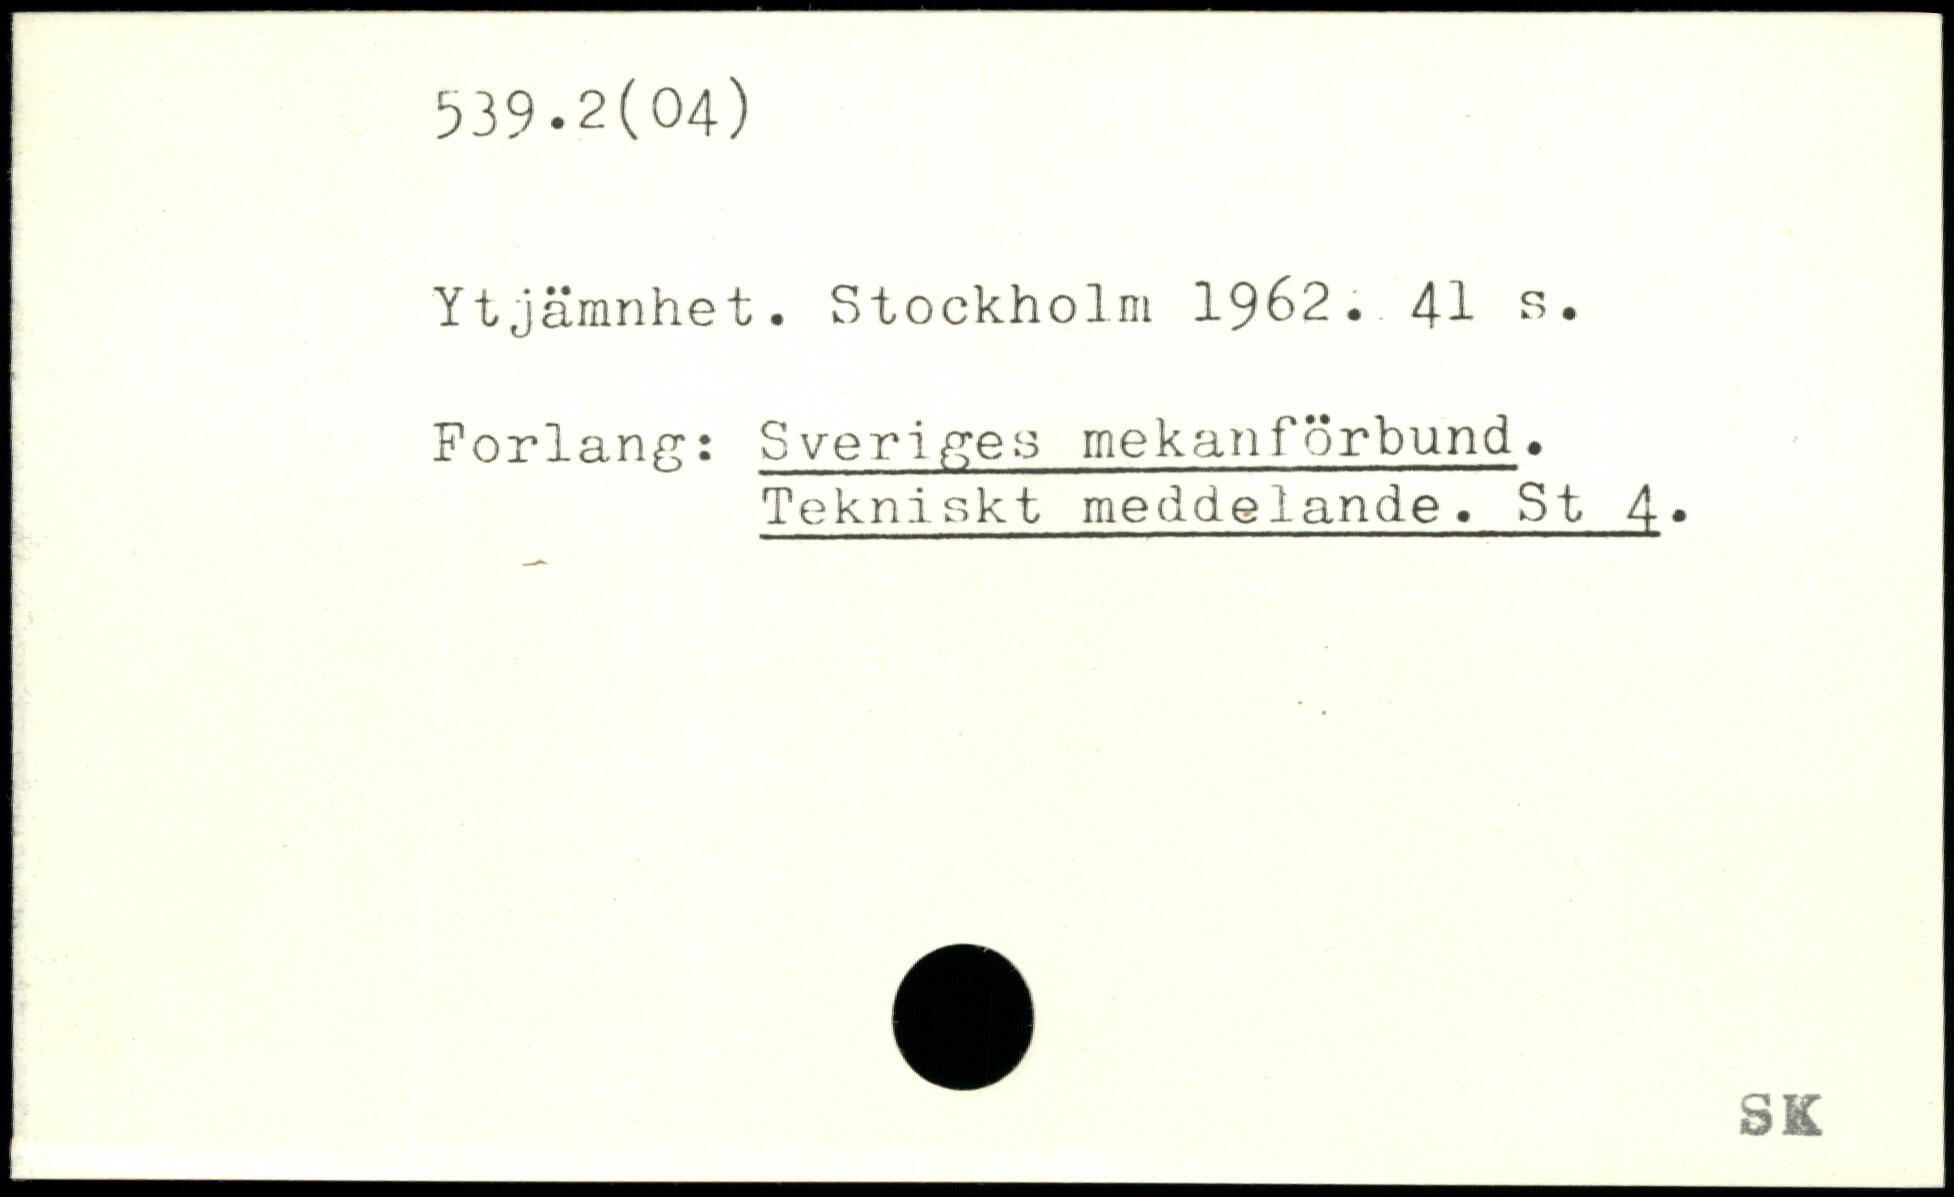 539.2(04)
Ytjämnhet. Stockholm 1962. 41 s.
Forlang: Sveriges mekanförbund.
Tekniskt meddelande. St 4.
SK